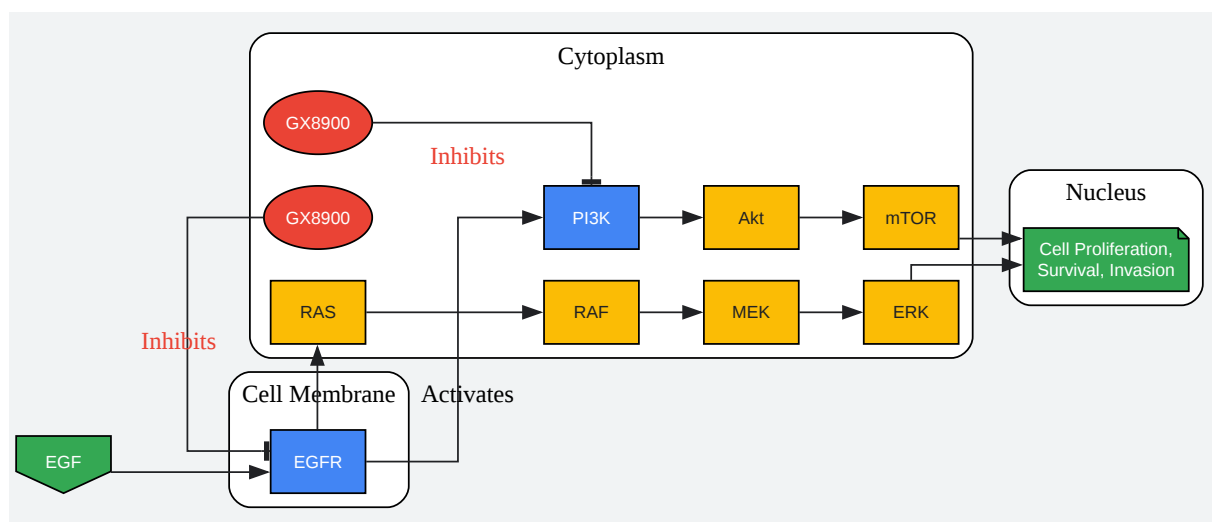 Cytoplasm
GX8900
Inhibits
Nucleus
GX8900
PI3K
Akt
mTOR
Cell Proliferation,
Survival, Invasion
RAS
RAF
MEK
ERK
Inhibits
Cell Membrane
Activates
EGF
EGFR